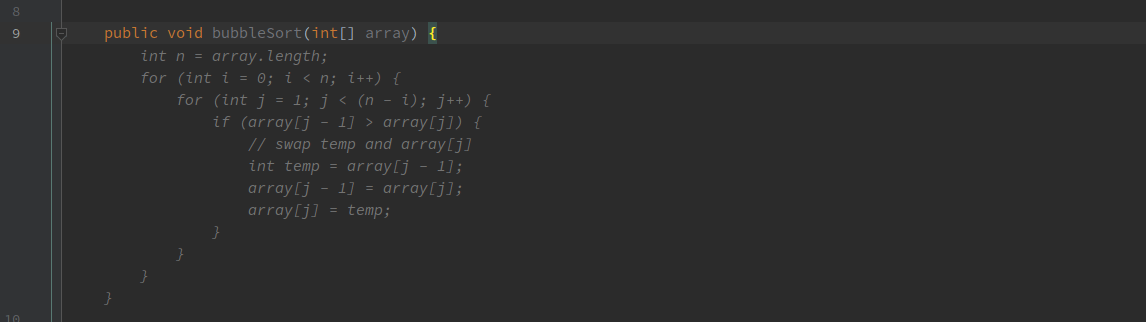 8
9 public void bubbleSort(int[] array) {
int n = array.length;
for (int i = 0; i < n; i++) {
for (int j = 1; j < (n - i); j++) {
if (array[j - 1] > array[j]) {
// swap temp and array[j]
int temp = array[j - 1];
array[j - 1] = array[j];
array[j] = temp;
}
}
}
}
10